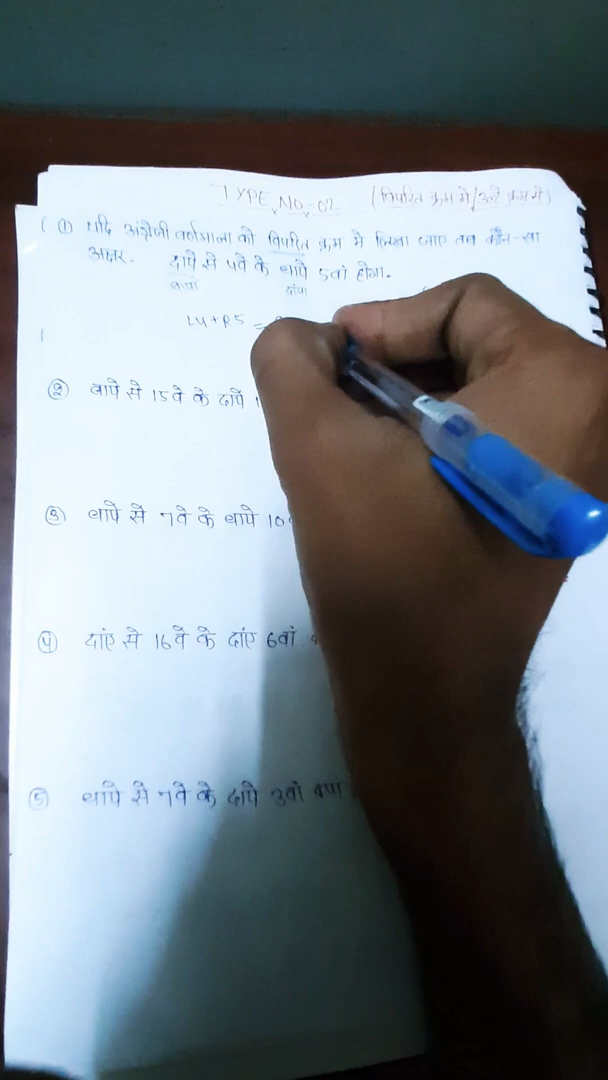 TYPE NO:-02 (विपरित क्रम मे/उल्टे क्रम मे)
(① यदि अंग्रेजी वर्णमाला को विपरित क्रम मे लिखा जाए तब कौन-सा
अक्षर. दायें से 4वे के बायें 5वां होगा.
बायां दांया
L4+R5 =
② बायें से 15वे के दायें
③ बायें से 7वे के बायें 10
④ दांए से 16वे के दांए 6वां
⑤ बायें से 7वे के दायें 3वां क्या